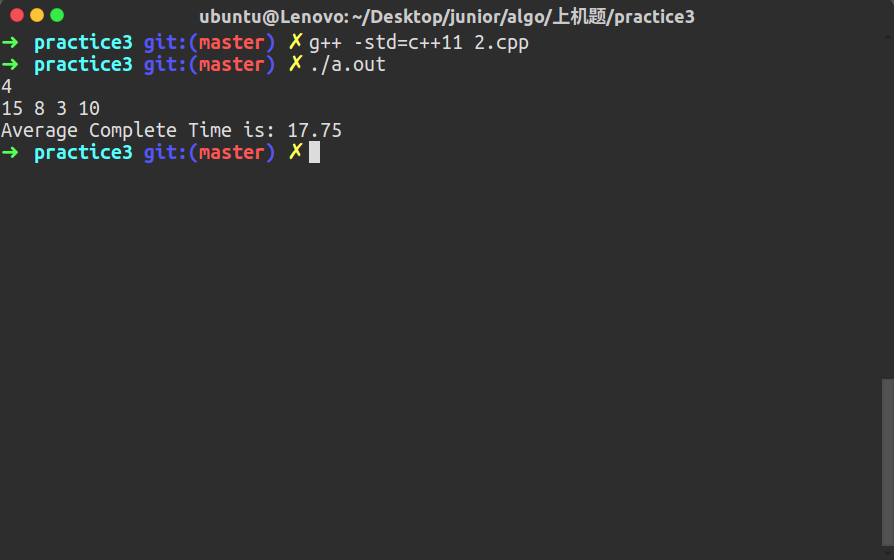 ubuntu@Lenovo: ~/Desktop/junior/algo/上机题/practice3
➜ practice3 git:(master) ✗ g++ -std=c++11 2.cpp
➜ practice3 git:(master) ✗ ./a.out
4
15 8 3 10
Average Complete Time is: 17.75
➜ practice3 git:(master) ✗